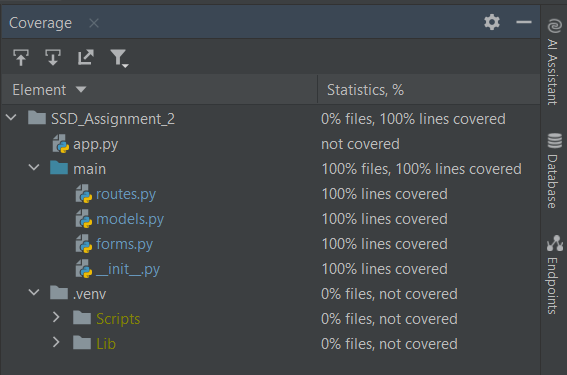 Coverage
Element Statistics, %
SSD_Assignment_2 0% files, 100% lines covered
app.py not covered
main 100% files, 100% lines covered
routes.py 100% lines covered
models.py 100% lines covered
forms.py 100% lines covered
__init__.py 100% lines covered
.venv 0% files, not covered
Scripts 0% files, not covered
Lib 0% files, not covered
AI Assistant
Database
Endpoints